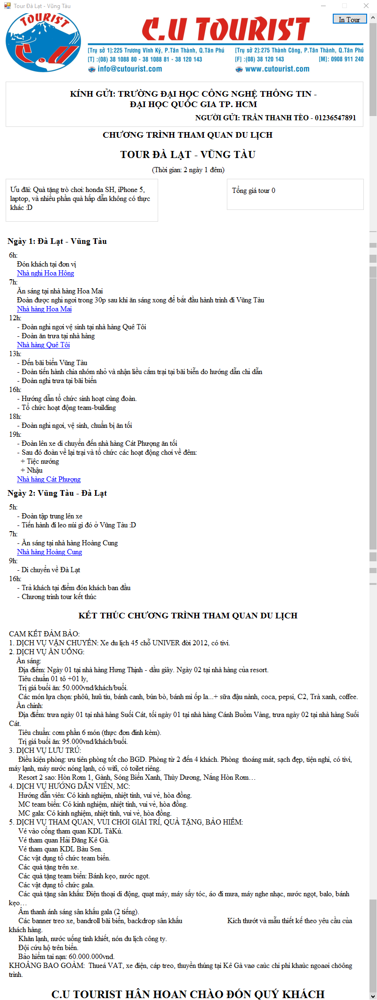 Tour Đà Lạt - Vũng Tàu
TOURIST
C.U
C.U TOURIST
In Tour
[Trụ sở 1]:225 Trương Vĩnh Ký, P.Tân Thành, Q.Tân Phú
[Trụ sở 2]:275 Thành Công, P.Tân Thành, Q.Tân Phú
[T] :(08) 38 1088 80 - 38 1088 81 - 38 120 143
[F] :(08) 38 120 143
[M]: 0908 911 240
info@cutourist.com
www.cutourist.com
KÍNH GỬI: TRƯỜNG ĐẠI HỌC CÔNG NGHỆ THÔNG TIN -
ĐẠI HỌC QUỐC GIA TP. HCM
NGƯỜI GỬI: TRẦN THANH TÈO - 01236547891
CHƯƠNG TRÌNH THAM QUAN DU LỊCH
TOUR ĐÀ LẠT - VŨNG TÀU
(Thời gian: 2 ngày 1 đêm)
Ưu đãi: Quà tặng trò chơi: honda SH, iPhone 5,
laptop, và nhiều phần quà hấp dẫn không có thực
khác :D
Tổng giá tour 0
Ngày 1: Đà Lạt - Vũng Tàu
6h:
Đón khách tại đơn vị
Nhà nghỉ Hoa Hồng
7h:
Ăn sáng tại nhà hàng Hoa Mai
Đoàn được nghỉ ngơi trong 30p sau khi ăn sáng xong để bắt đầu hành trình đi Vũng Tàu
Nhà hàng Hoa Mai
12h:
- Đoàn nghỉ ngơi vệ sinh tại nhà hàng Quê Tôi
- Đoàn ăn trưa tại nhà hàng
Nhà hàng Quê Tôi
13h:
- Đến bãi biển Vũng Tàu
- Đoàn tiến hành chia nhóm nhỏ và nhận liều cắm trại tại bãi biễn do hướng dẫn chỉ dẫn
- Đoàn nghỉ trưa tại bãi biển
16h:
- Hướng dẫn tổ chức sinh hoạt cùng đoàn.
- Tổ chức hoạt động team-building
18h:
- Đoàn nghỉ ngơi, vệ sinh, chuẩn bị ăn tối
19h:
- Đoàn lên xe di chuyển đến nhà hàng Cát Phượng ăn tối
- Sau đó đoàn về lại trại và tổ chức các hoạt động chơi về đêm:
+ Tiệc nướng
+ Nhậu
Nhà hàng Cát Phượng
Ngày 2: Vũng Tàu - Đà Lạt
5h:
- Đoàn tập trung lên xe
- Tiến hành đi leo núi gì đó ở Vũng Tàu :D
7h:
- Ăn sáng tại nhà hàng Hoàng Cung
Nhà hàng Hoàng Cung
9h:
- Di chuyển về Đà Lạt
16h:
- Trả khách tại điểm đón khách ban đầu
- Chương trình tour kết thúc
KẾT THÚC CHƯƠNG TRÌNH THAM QUAN DU LỊCH
CAM KẾT ĐẢM BẢO:
1. DỊCH VỤ VẬN CHUYỂN: Xe du lịch 45 chỗ UNIVER đời 2012, có tivi.
2. DỊCH VỤ ĂN UỐNG:
Ăn sáng:
Địa điểm: Ngày 01 tại nhà hàng Hưng Thịnh - dầu giây. Ngày 02 tại nhà hàng của resort.
Tiêu chuẩn 01 tô +01 ly,
Trị giá buổi ăn: 50.000vnd/khách/buổi.
Các món lựa chọn: phôû, huû tíu, bánh canh, bún bò, bánh mì ốp la...+ sữa đậu nành, coca, pepsi, C2, Trà xanh, coffee.
Ăn chính:
Địa điểm: trưa ngày 01 tại nhà hàng Suối Cát, tối ngày 01 tại nhà hàng Cánh Buồm Vàng, trưa ngày 02 tại nhà hàng Suối
Cát.
Tiêu chuẩn: cơm phần 6 món (thực đơn đính kèm).
Trị giá buổi ăn: 95.000vnd/khách/buổi.
3. DỊCH VỤ LƯU TRÚ:
Điều kiện phòng: ưu tiên phòng tốt cho BGD. Phòng từ 2 đến 4 khách. Phòng  thoáng mát, sạch đẹp, tiện nghi, có tivi,
máy lạnh, máy nước nóng lạnh, có wifi, có toilet riêng.
Resort 2 sao: Hòn Rơm 1, Gành, Sóng Biển Xanh, Thùy Dương, Nắng Hòn Rơm…
4. DỊCH VỤ HƯỚNG DẪN VIÊN, MC:
Hướng dẫn viên: Có kinh nghiệm, nhiệt tình, vui vẻ, hòa đồng.
MC team biển: Có kinh nghiệm, nhiệt tình, vui vẻ, hòa đồng.
MC gala: Có kinh nghiệm, nhiệt tình, vui vẻ, hòa đồng.
5. DỊCH VỤ THAM QUAN, VUI CHƠI GIẢI TRÍ, QUÀ TẶNG, BẢO HIỂM:
Vé vào cổng tham quan KDL TàKú.
Vé tham quan Hải Đăng Kê Gà.
Vé tham quan KDL Bàu Sen.
Các vật dụng tổ chức team biển.
Các quà tặng trên xe.
Các quà tặng team biển: Bánh kẹo, nước ngọt.
Các vật dụng tổ chức gala.
Các quà tặng sân khấu: Điện thoại di động, quạt máy, máy sấy tóc, áo đi mưa, máy nghe nhạc, nước ngọt, balo, bánh
kẹo…
Âm thanh ánh sáng sân khấu gala (2 tiếng).
Các banner treo xe, bandroll bãi biển, backdrop sân khấu Kích thướt và mẫu thiết kế theo yêu cầu của
khách hàng.
Khăn lạnh, nước uống tinh khiết, nón du lịch công ty.
Đội cứu hộ trên biển.
Bảo hiểm tai nạn: 60.000.000vnd.
KHOÂNG BAO GOÀM:  Thueá VAT, xe điện, cáp treo, thuyền thúng tại Kê Gà vaø caùc chi phí khaùc ngoaøi chöông
trình.
C.U TOURIST HÂN HOAN CHÀO ĐÓN QUÝ KHÁCH